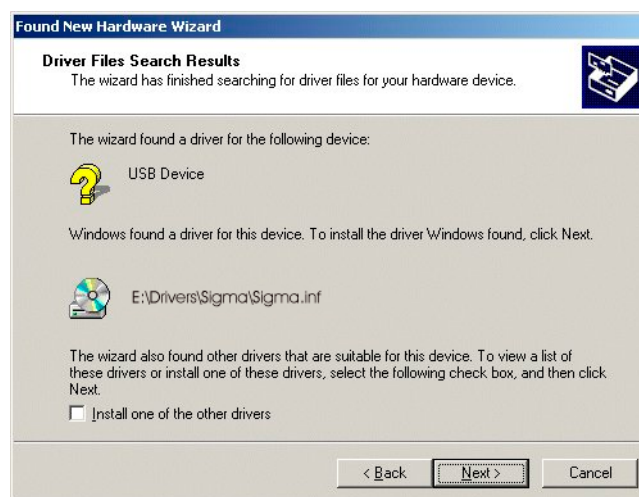 Found New Hardware Wizard
Driver Files Search Results
The wizard has finished searching for driver files for your hardware device.
The wizard found a driver for the following device:
USB Device
Windows found a driver for this device. To install the driver Windows found, click Next.
E:\Drivers\Sigma\Sigma.inf
The wizard also found other drivers that are suitable for this device. To view a list of
these drivers or install one of these drivers, select the following check box, and then click
Next.
Install one of the other drivers
< Back
Next >
Cancel